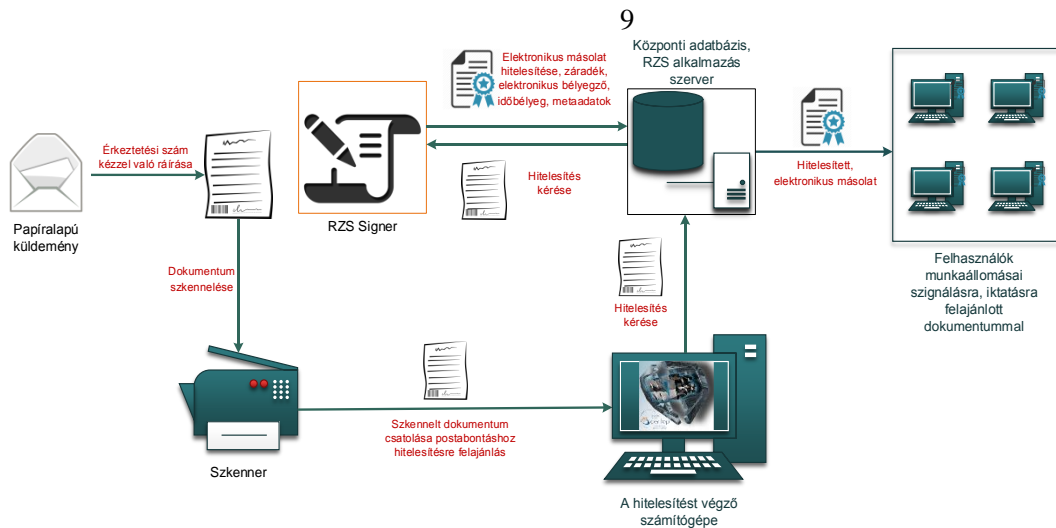 9
Elektronikus másolat
hitelesítése, záradék,
elektronikus bélyegző,
időbélyeg, metaadatok
Központi adatbázis,
RZS alkalmazás
szerver
Érkeztetési szám
kézzel való ráírása
Hitelesítés
kérése
Hitelesített,
elektronikus másolat
Papíralapú
küldemény
RZS Signer
Dokumentum
szkennelése
Hitelesítés
kérése
Felhasználók
munkaállomásai
szignálásra, iktatásra
felajánlott
dokumentummal
Szkennelt dokumentum
csatolása postabontáshoz
hitelesítésre felajánlás
Szkenner
A hitelesítést végző
számítógépe